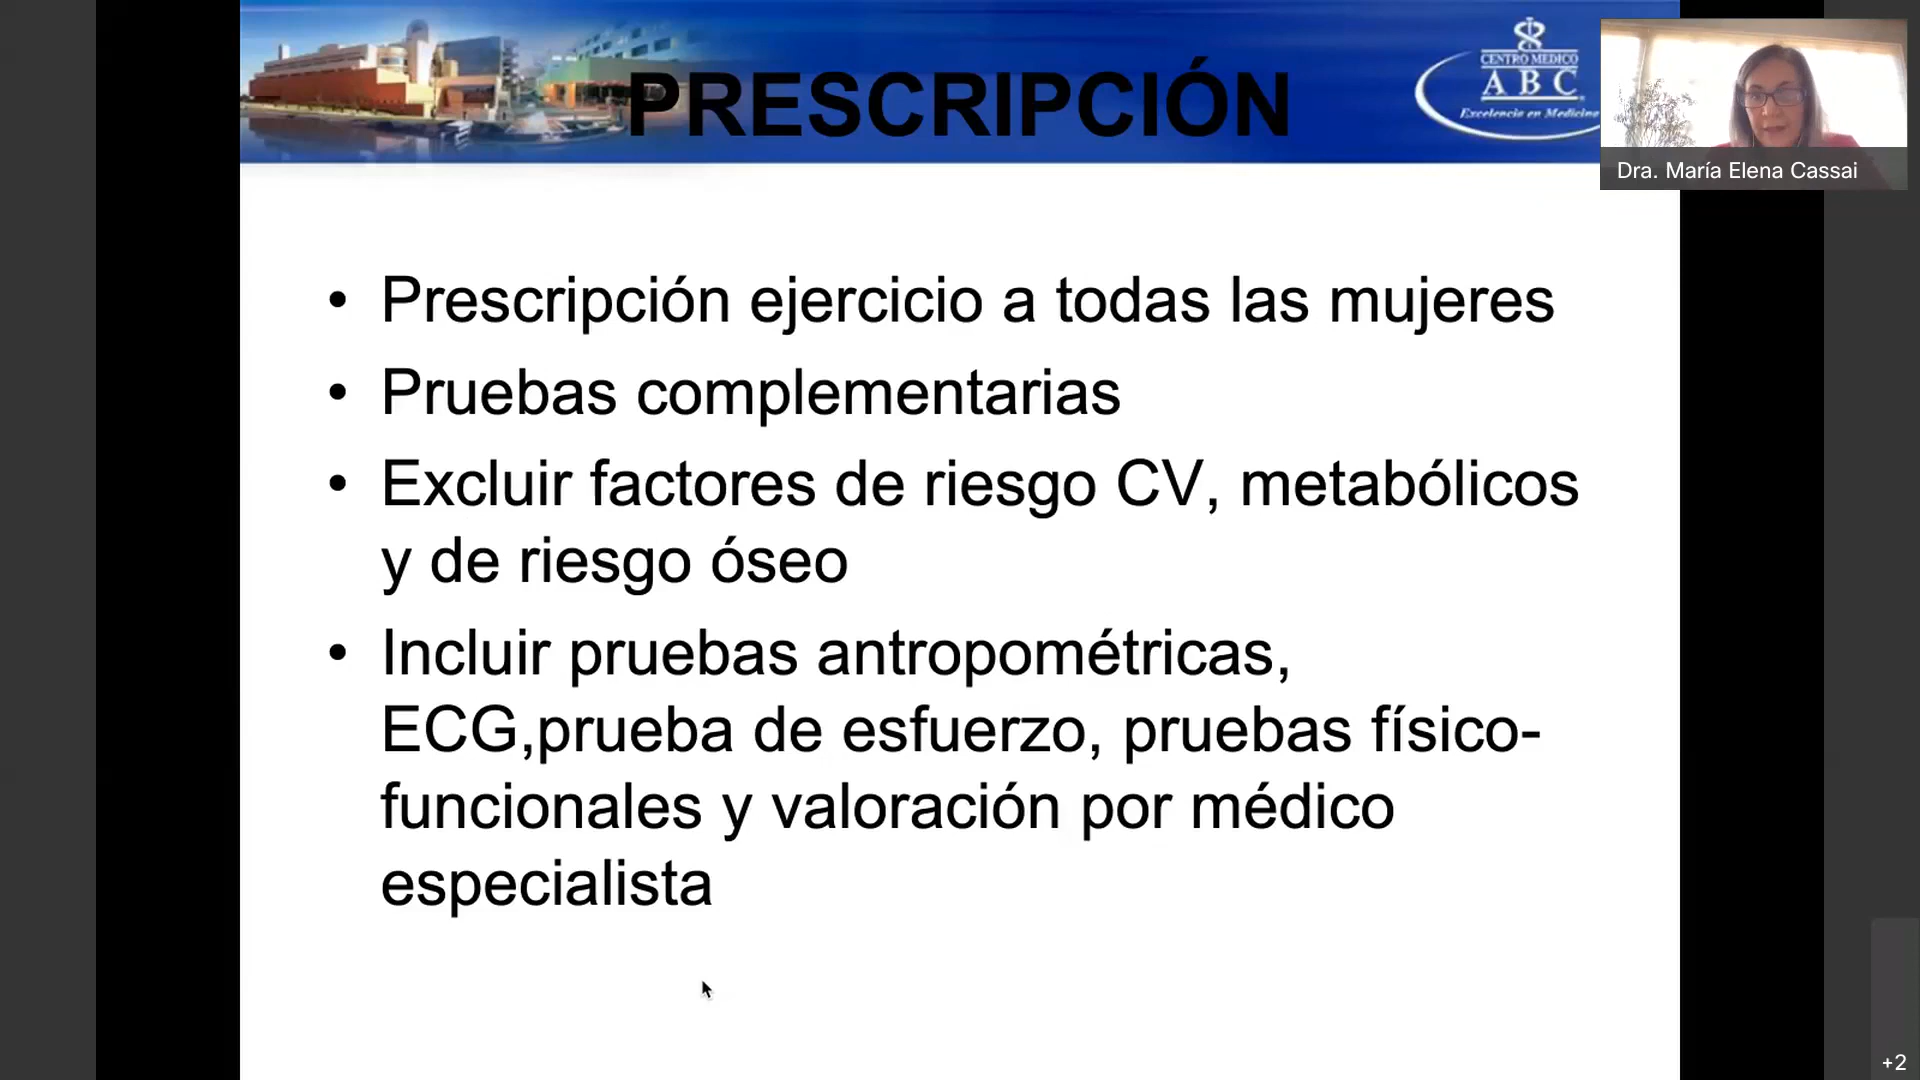 PRESCRIPCIÓN
CENTRO MEDICO
ABC
Excelencia en Medicina
Dra. María Elena Cassai
• Prescripción ejercicio a todas las mujeres
• Pruebas complementarias
• Excluir factores de riesgo CV, metabólicos
y de riesgo óseo
• Incluir pruebas antropométricas,
ECG,prueba de esfuerzo, pruebas físico-
funcionales y valoración por médico
especialista
+2